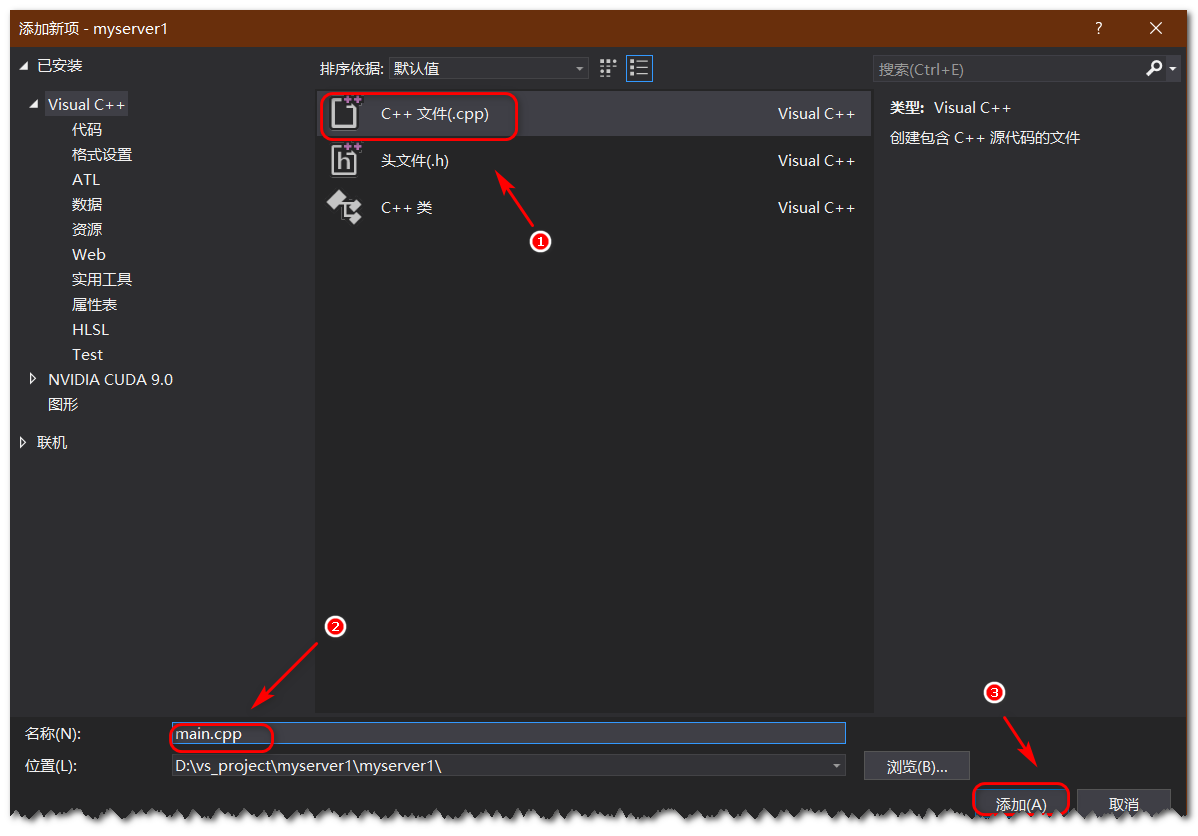 添加新项 - myserver1 ?
已安装
排序依据: 默认值
搜索(Ctrl+E)
Visual C++
代码
格式设置
ATL
数据
资源
Web
实用工具
属性表
HLSL
Test
NVIDIA CUDA 9.0
图形
联机
C++ 文件(.cpp) Visual C++
头文件(.h) Visual C++
C++ 类 Visual C++
类型: Visual C++
创建包含 C++ 源代码的文件
1
2
3
名称(N): main.cpp
位置(L): D:\vs_project\myserver1\myserver1\ 浏览(B)...
添加(A) 取消